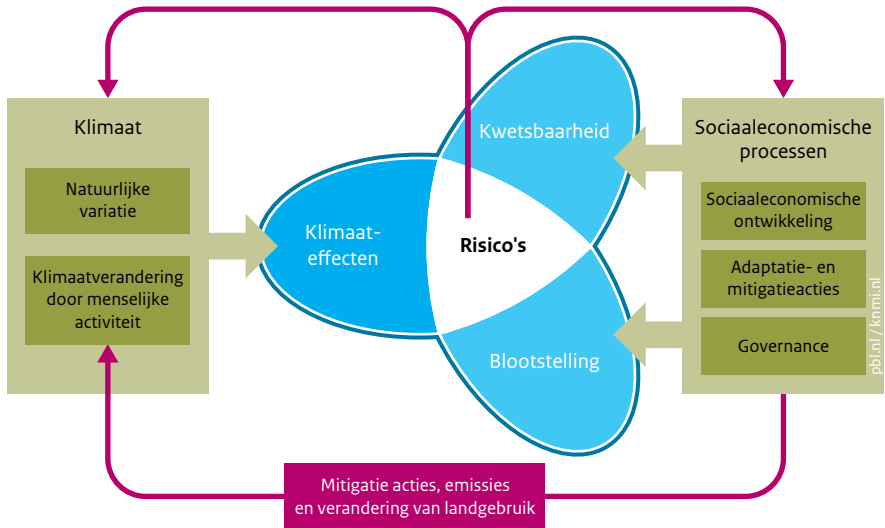 Klimaat
Natuurlijke
variatie
Klimaatverandering
door menselijke
activiteit
Klimaat-
effecten
Kwetsbaarheid
Risico's
Blootstelling
Sociaaleconomische
processen
Sociaaleconomische
ontwikkeling
Adaptatie- en
mitigatieacties
Governance
pbl.nl / knmi.nl
Mitigatie acties, emissies
en verandering van landgebruik